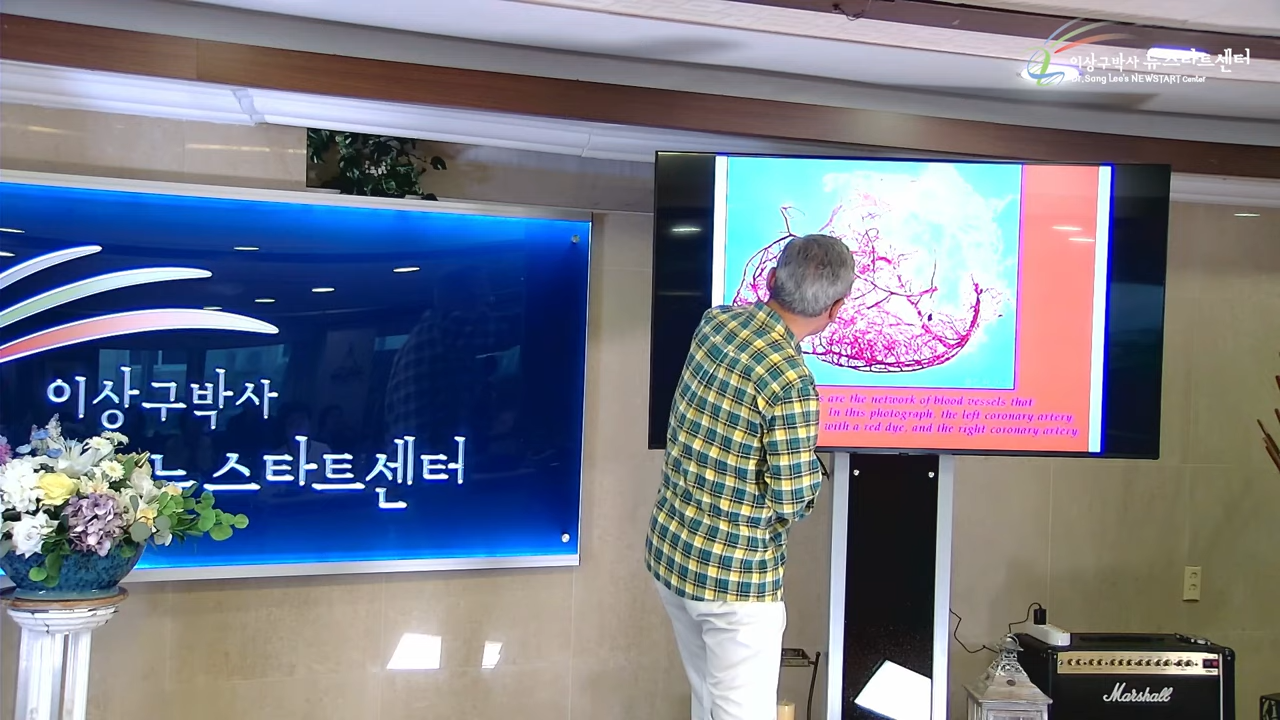 이상구박사 뉴스타트센터
Dr.Sang Lee's NEWSTART Center
이상구박사
뉴스타트센터
are the network of blood vessels that
In this photograph, the left coronary artery
with a red dye, and the right coronary artery
Marshall